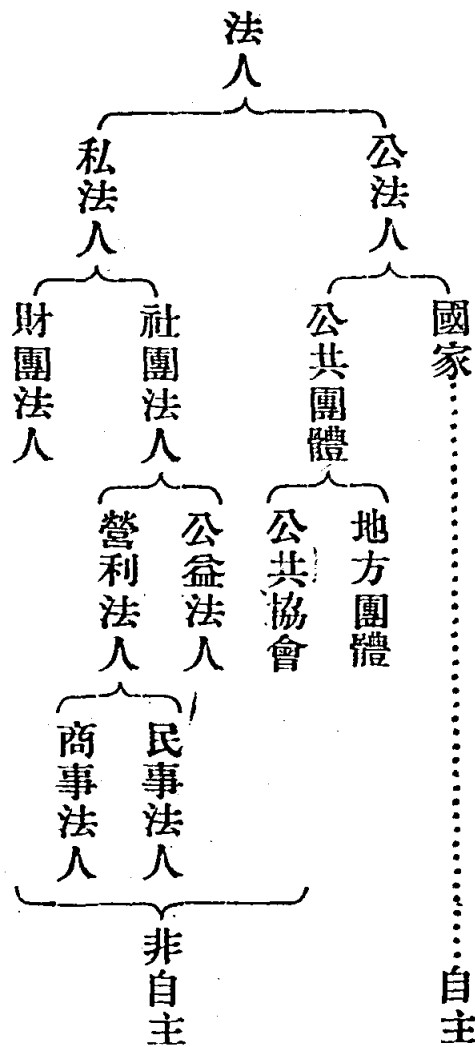 法人
公法人
私法人
國家
公共團體
社團法人
財團法人
地方團體
公共協會
公益法人
營利法人
民事法人
商事法人
自主
非自主